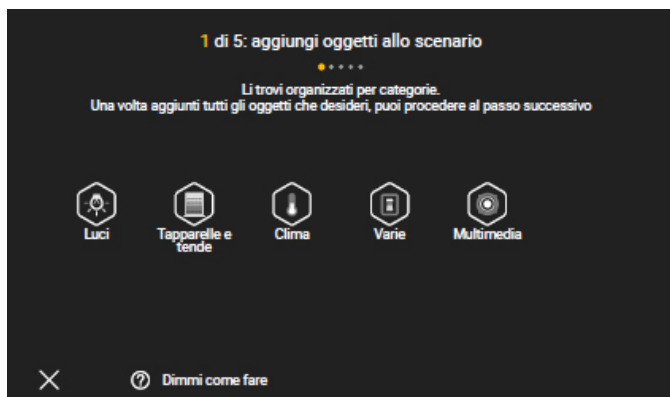 1 di 5: aggiungi oggetti allo scenario
Li trovi organizzati per categorie.
Una volta aggiunti tutti gli oggetti che desideri, puoi procedere al passo successivo
Luci
Tapparelle e
tende
Clima
Varie
Multimedia
Dimmi come fare